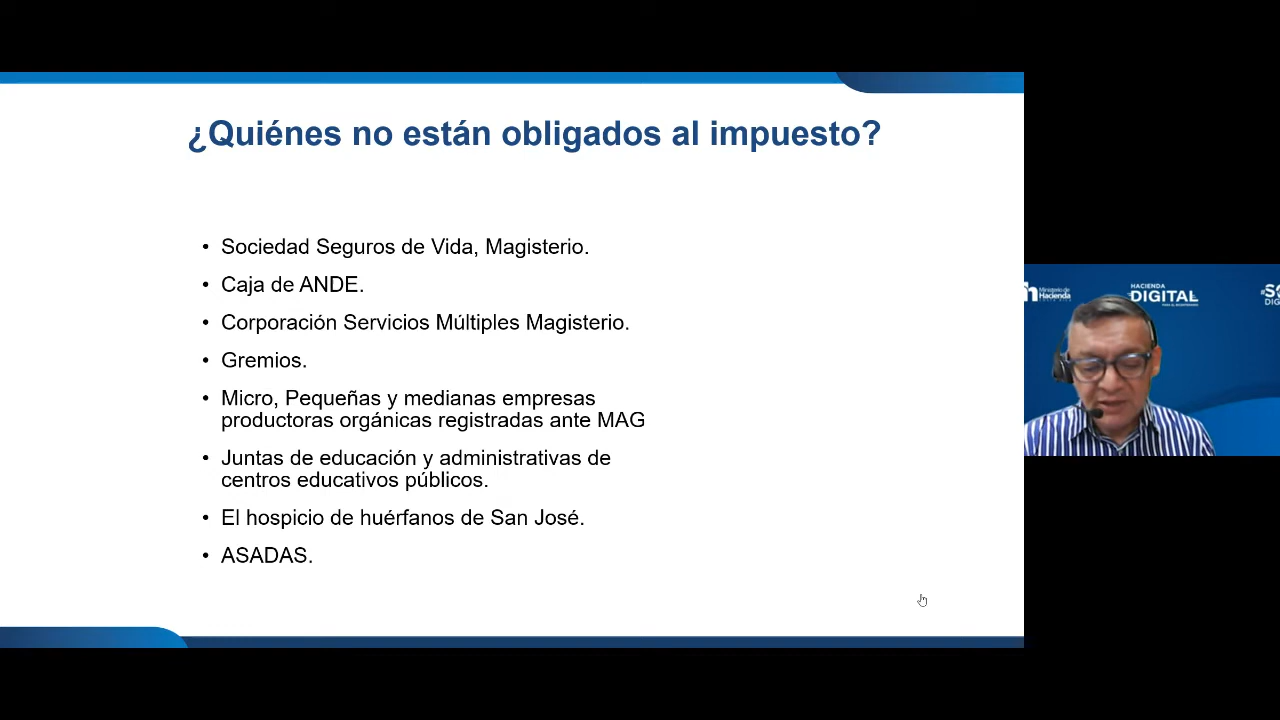 ¿Quiénes no están obligados al impuesto?
• Sociedad Seguros de Vida, Magisterio.
• Caja de ANDE.
• Corporación Servicios Múltiples Magisterio.
• Gremios.
• Micro, Pequeñas y medianas empresas
productoras orgánicas registradas ante MAG
• Juntas de educación y administrativas de
centros educativos públicos.
• El hospicio de huérfanos de San José.
• ASADAS.
Ministerio de
Hacienda
HACIENDA
DIGITAL